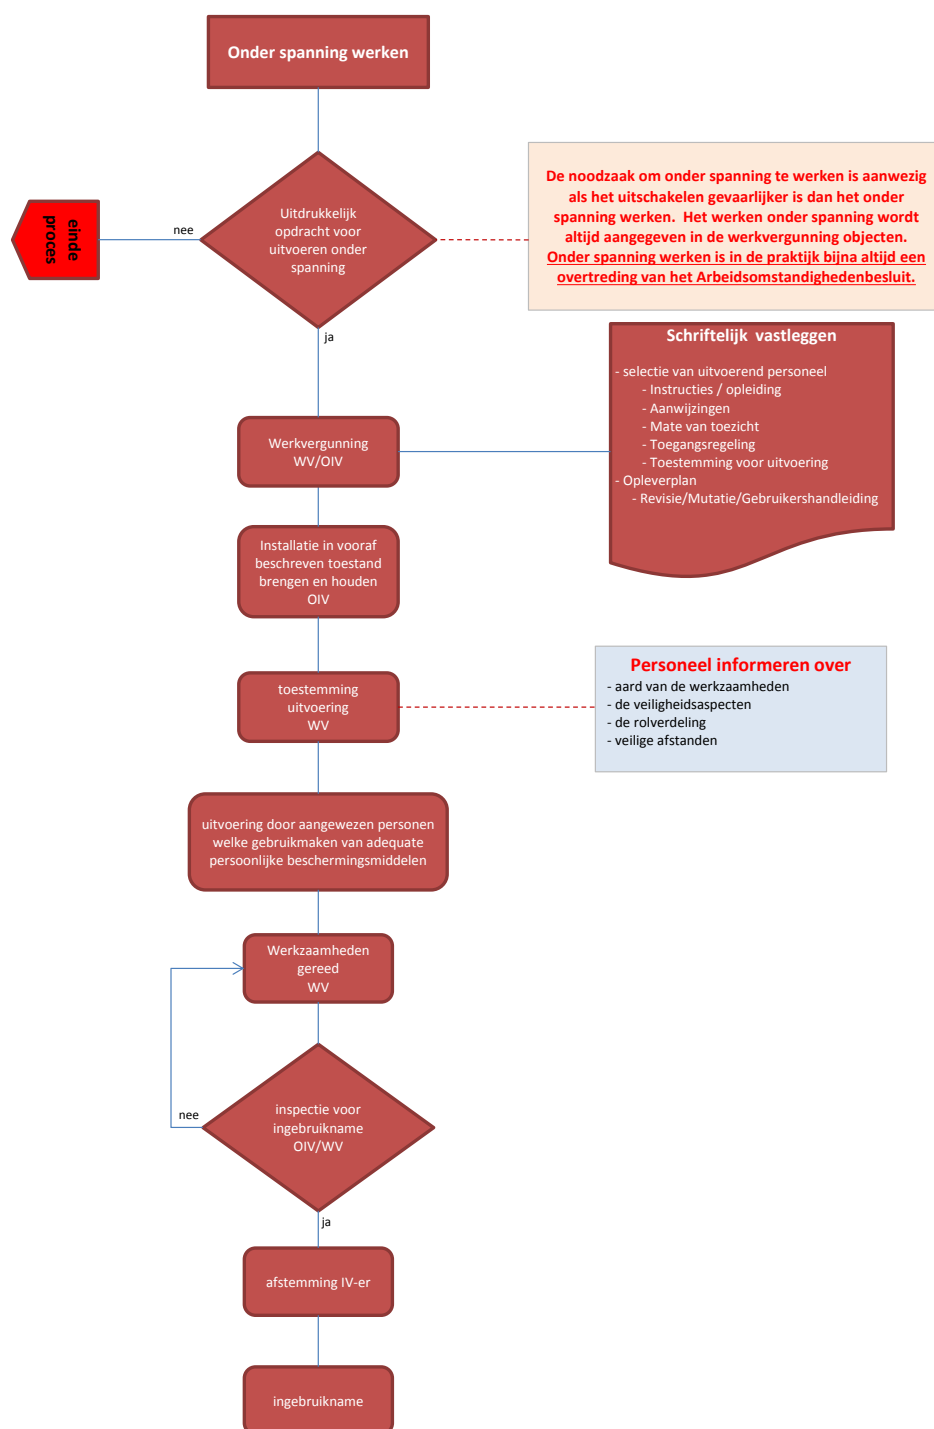 Onder spanning werken
De noodzaak om onder spanning te werken is aanwezig
als het uitschakelen gevaarlijker is dan het onder
spanning werken.  Het werken onder spanning wordt
altijd aangegeven in de werkvergunning objecten.
Onder spanning werken is in de praktijk bijna altijd een
overtreding van het Arbeidsomstandighedenbesluit.
Uitdrukkelijk
opdracht voor
uitvoeren onder
spanning
nee
einde
proces
ja
Schriftelijk  vastleggen
- selectie van uitvoerend personeel
- Instructies / opleiding
- Aanwijzingen
- Mate van toezicht
- Toegangsregeling
- Toestemming voor uitvoering
- Opleverplan
- Revisie/Mutatie/Gebruikershandleiding
Werkvergunning
WV/OIV
Installatie in vooraf
beschreven toestand
brengen en houden
OIV
toestemming
uitvoering
WV
Personeel informeren over
- aard van de werkzaamheden
- de veiligheidsaspecten
- de rolverdeling
- veilige afstanden
uitvoering door aangewezen personen
welke gebruikmaken van adequate
persoonlijke beschermingsmiddelen
Werkzaamheden
gereed
WV
inspectie voor
ingebruikname
OIV/WV
nee
ja
afstemming IV-er
ingebruikname